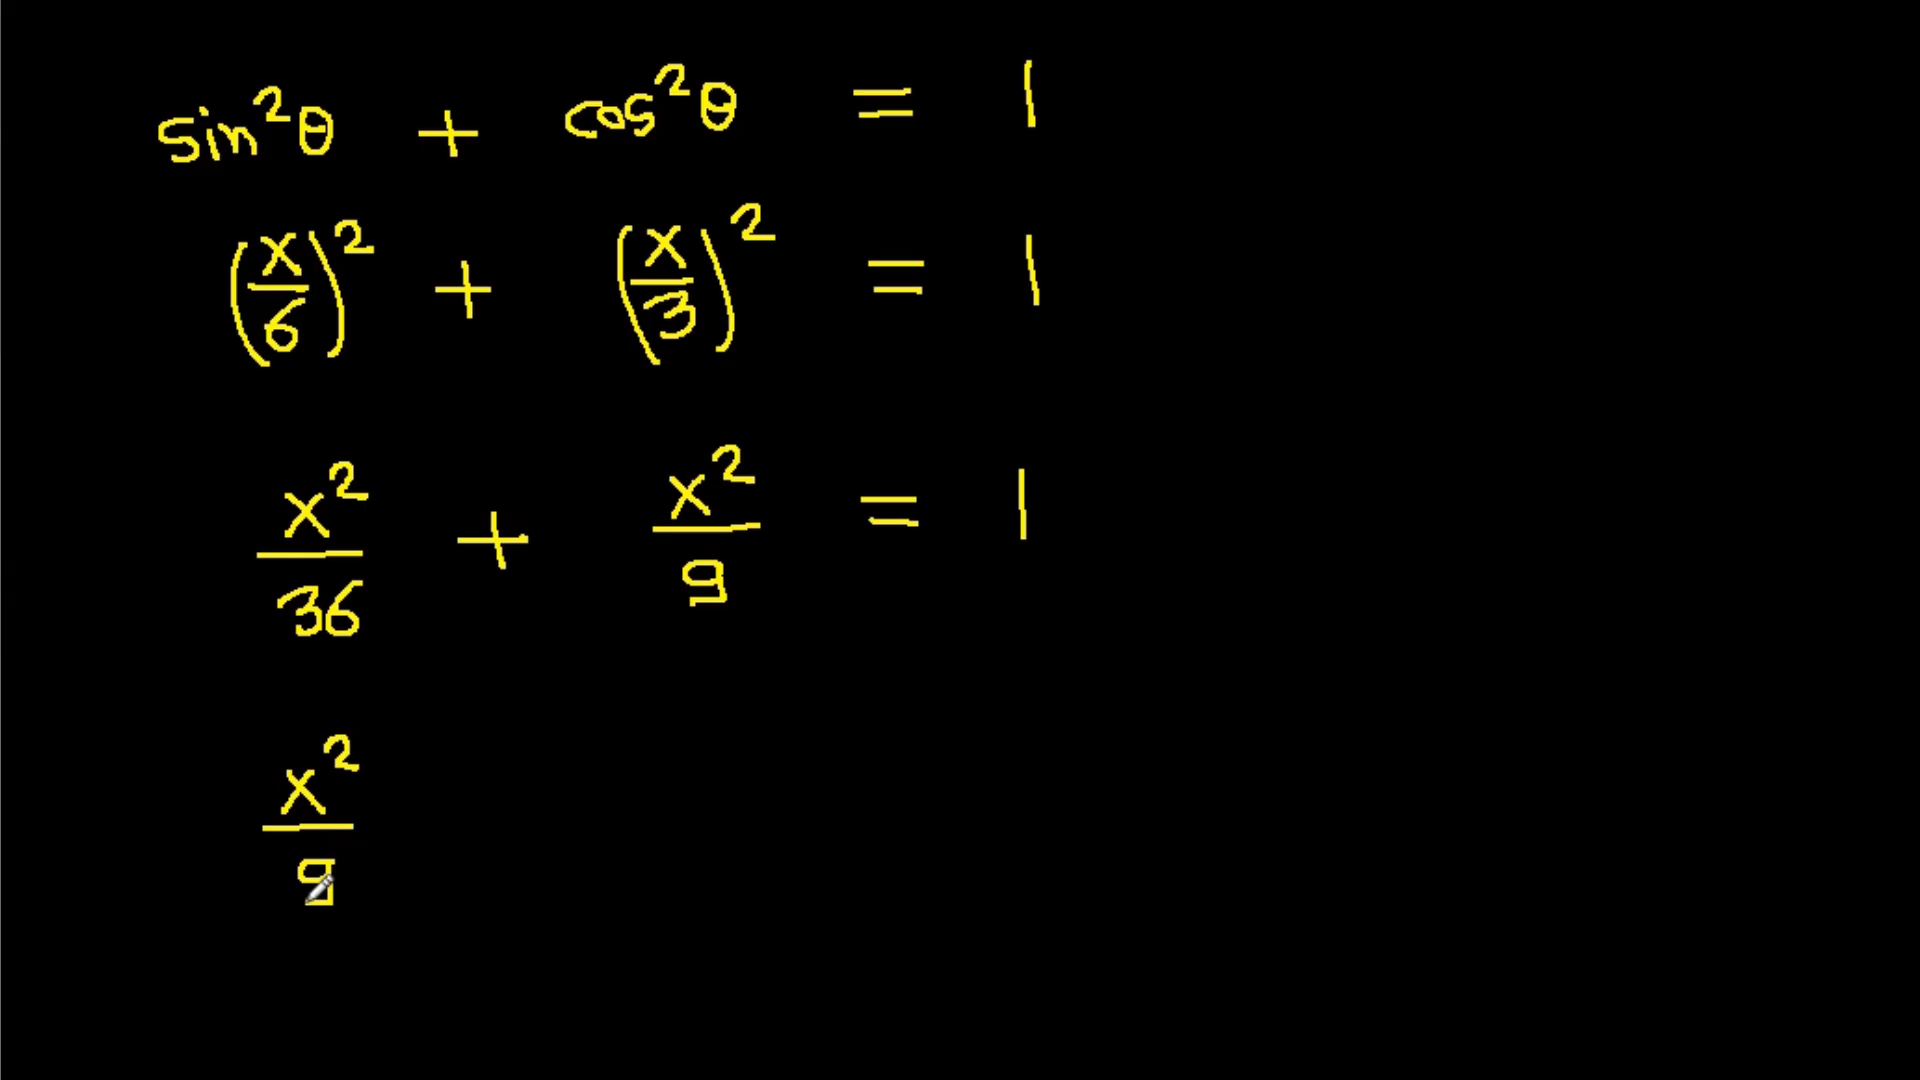 sin²θ + cos²θ = 1
(x/6)² + (x/3)² = 1
x²/36 + x²/9 = 1
x²/9